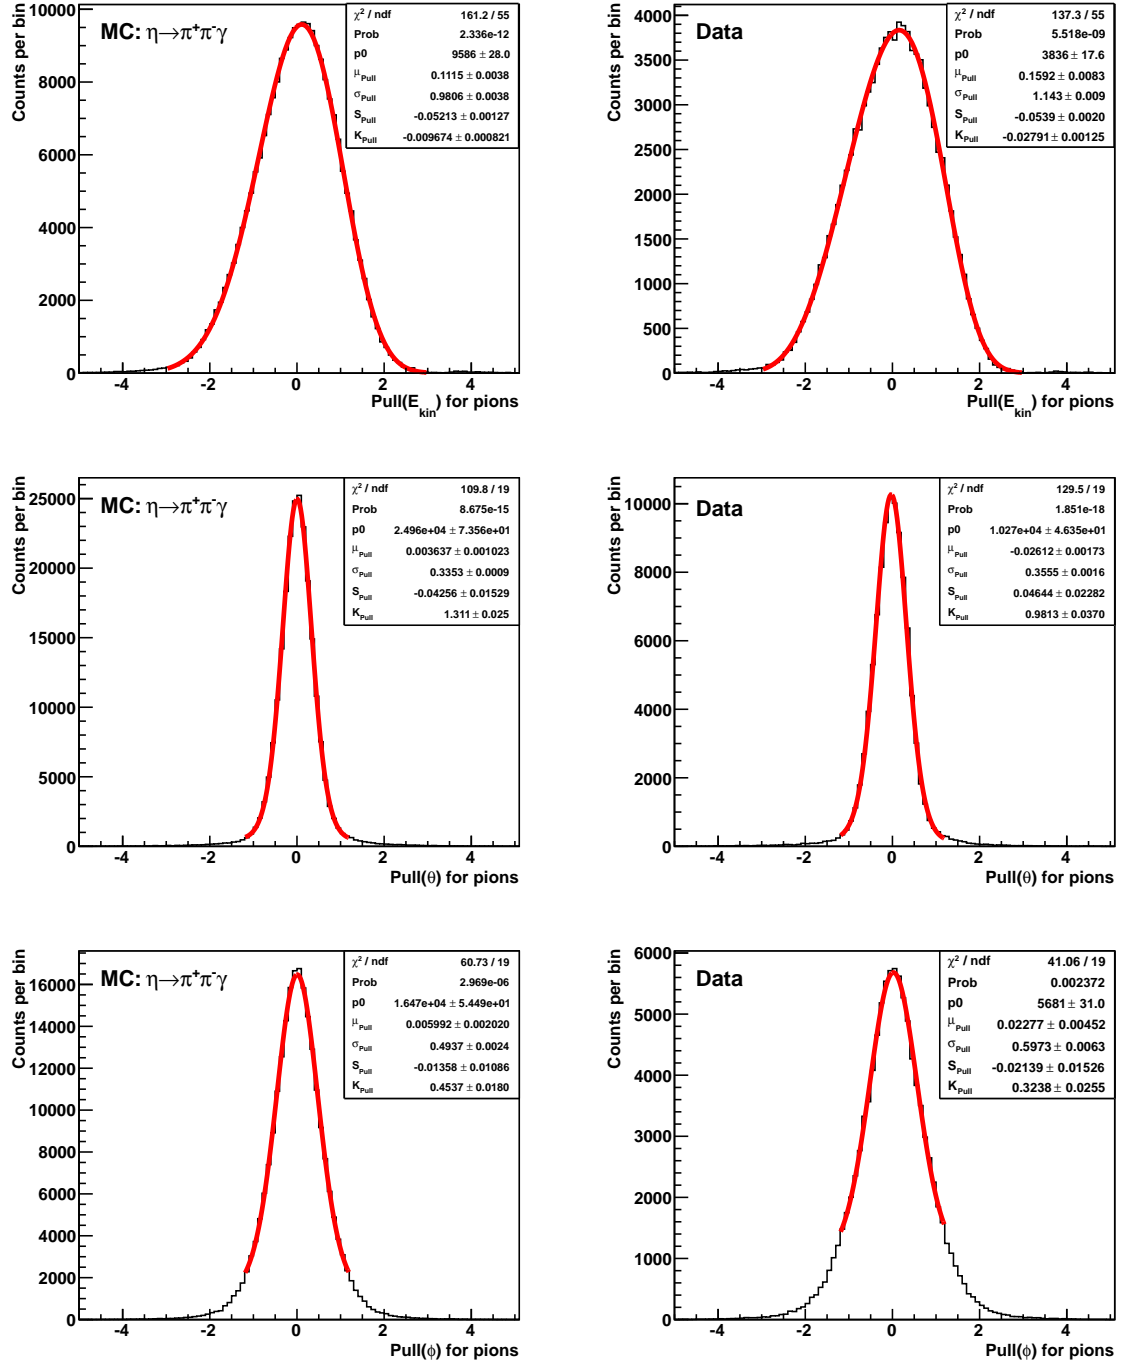 MC: η→π⁺π⁻γ
χ² / ndf 161.2 / 55
Prob 2.336e-12
p0 9586 ± 28.0
μPull 0.1115 ± 0.0038
σPull 0.9806 ± 0.0038
SPull -0.05213 ± 0.00127
KPull -0.009674 ± 0.000821
Counts per bin
10000
8000
6000
4000
2000
0
-4 -2 0 2 4
Pull(Ekin) for pions
Data
χ² / ndf 137.3 / 55
Prob 5.518e-09
p0 3836 ± 17.6
μPull 0.1592 ± 0.0083
σPull 1.143 ± 0.009
SPull -0.0539 ± 0.0020
KPull -0.02791 ± 0.00125
Counts per bin
4000
3500
3000
2500
2000
1500
1000
500
0
-4 -2 0 2 4
Pull(Ekin) for pions
MC: η→π⁺π⁻γ
χ² / ndf 109.8 / 19
Prob 8.675e-15
p0 2.496e+04 ± 7.356e+01
μPull 0.003637 ± 0.001023
σPull 0.3353 ± 0.0009
SPull -0.04256 ± 0.01529
KPull 1.311 ± 0.025
Counts per bin
25000
20000
15000
10000
5000
0
-4 -2 0 2 4
Pull(θ) for pions
Data
χ² / ndf 129.5 / 19
Prob 1.851e-18
p0 1.027e+04 ± 4.635e+01
μPull -0.02612 ± 0.00173
σPull 0.3555 ± 0.0016
SPull 0.04644 ± 0.02282
KPull 0.9813 ± 0.0370
Counts per bin
10000
8000
6000
4000
2000
0
-4 -2 0 2 4
Pull(θ) for pions
MC: η→π⁺π⁻γ
χ² / ndf 60.73 / 19
Prob 2.969e-06
p0 1.647e+04 ± 5.449e+01
μPull 0.005992 ± 0.002020
σPull 0.4937 ± 0.0024
SPull -0.01358 ± 0.01086
KPull 0.4537 ± 0.0180
Counts per bin
16000
14000
12000
10000
8000
6000
4000
2000
0
-4 -2 0 2 4
Pull(ϕ) for pions
Data
χ² / ndf 41.06 / 19
Prob 0.002372
p0 5681 ± 31.0
μPull 0.02277 ± 0.00452
σPull 0.5973 ± 0.0063
SPull -0.02139 ± 0.01526
KPull 0.3238 ± 0.0255
Counts per bin
6000
5000
4000
3000
2000
1000
0
-4 -2 0 2 4
Pull(ϕ) for pions